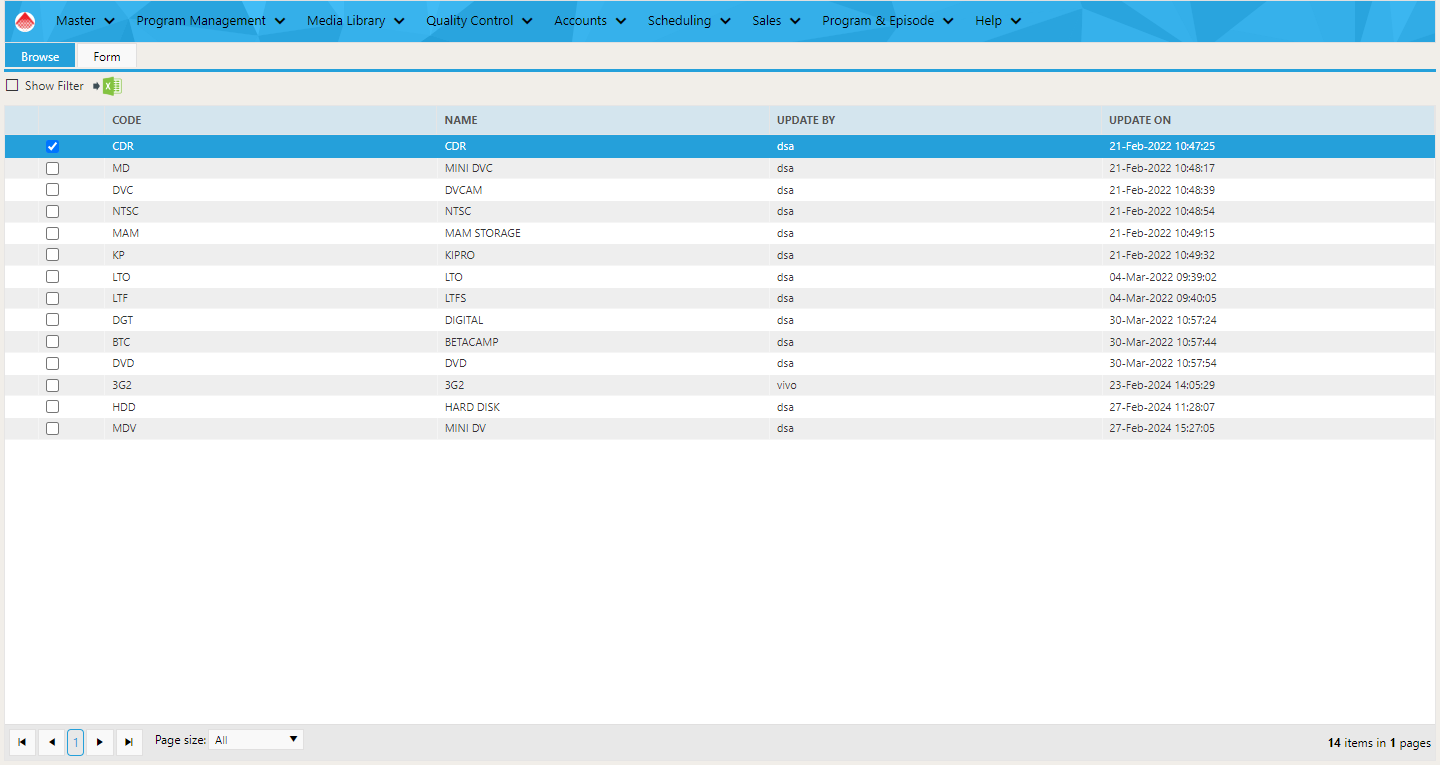 Master Program Management Media Library Quality Control Accounts Scheduling Sales Program & Episode Help
Browse Form
Show Filter
CODE NAME UPDATE BY UPDATE ON
CDR CDR dsa 21-Feb-2022 10:47:25
MD MINI DVC dsa 21-Feb-2022 10:48:17
DVC DVCAM dsa 21-Feb-2022 10:48:39
NTSC NTSC dsa 21-Feb-2022 10:48:54
MAM MAM STORAGE dsa 21-Feb-2022 10:49:15
KP KIPRO dsa 21-Feb-2022 10:49:32
LTO LTO dsa 04-Mar-2022 09:39:02
LTF LTFS dsa 04-Mar-2022 09:40:05
DGT DIGITAL dsa 30-Mar-2022 10:57:24
BTC BETACAMP dsa 30-Mar-2022 10:57:44
DVD DVD dsa 30-Mar-2022 10:57:54
3G2 3G2 vivo 23-Feb-2024 14:05:29
HDD HARD DISK dsa 27-Feb-2024 11:28:07
MDV MINI DV dsa 27-Feb-2024 15:27:05
1 Page size: All 14 items in 1 pages